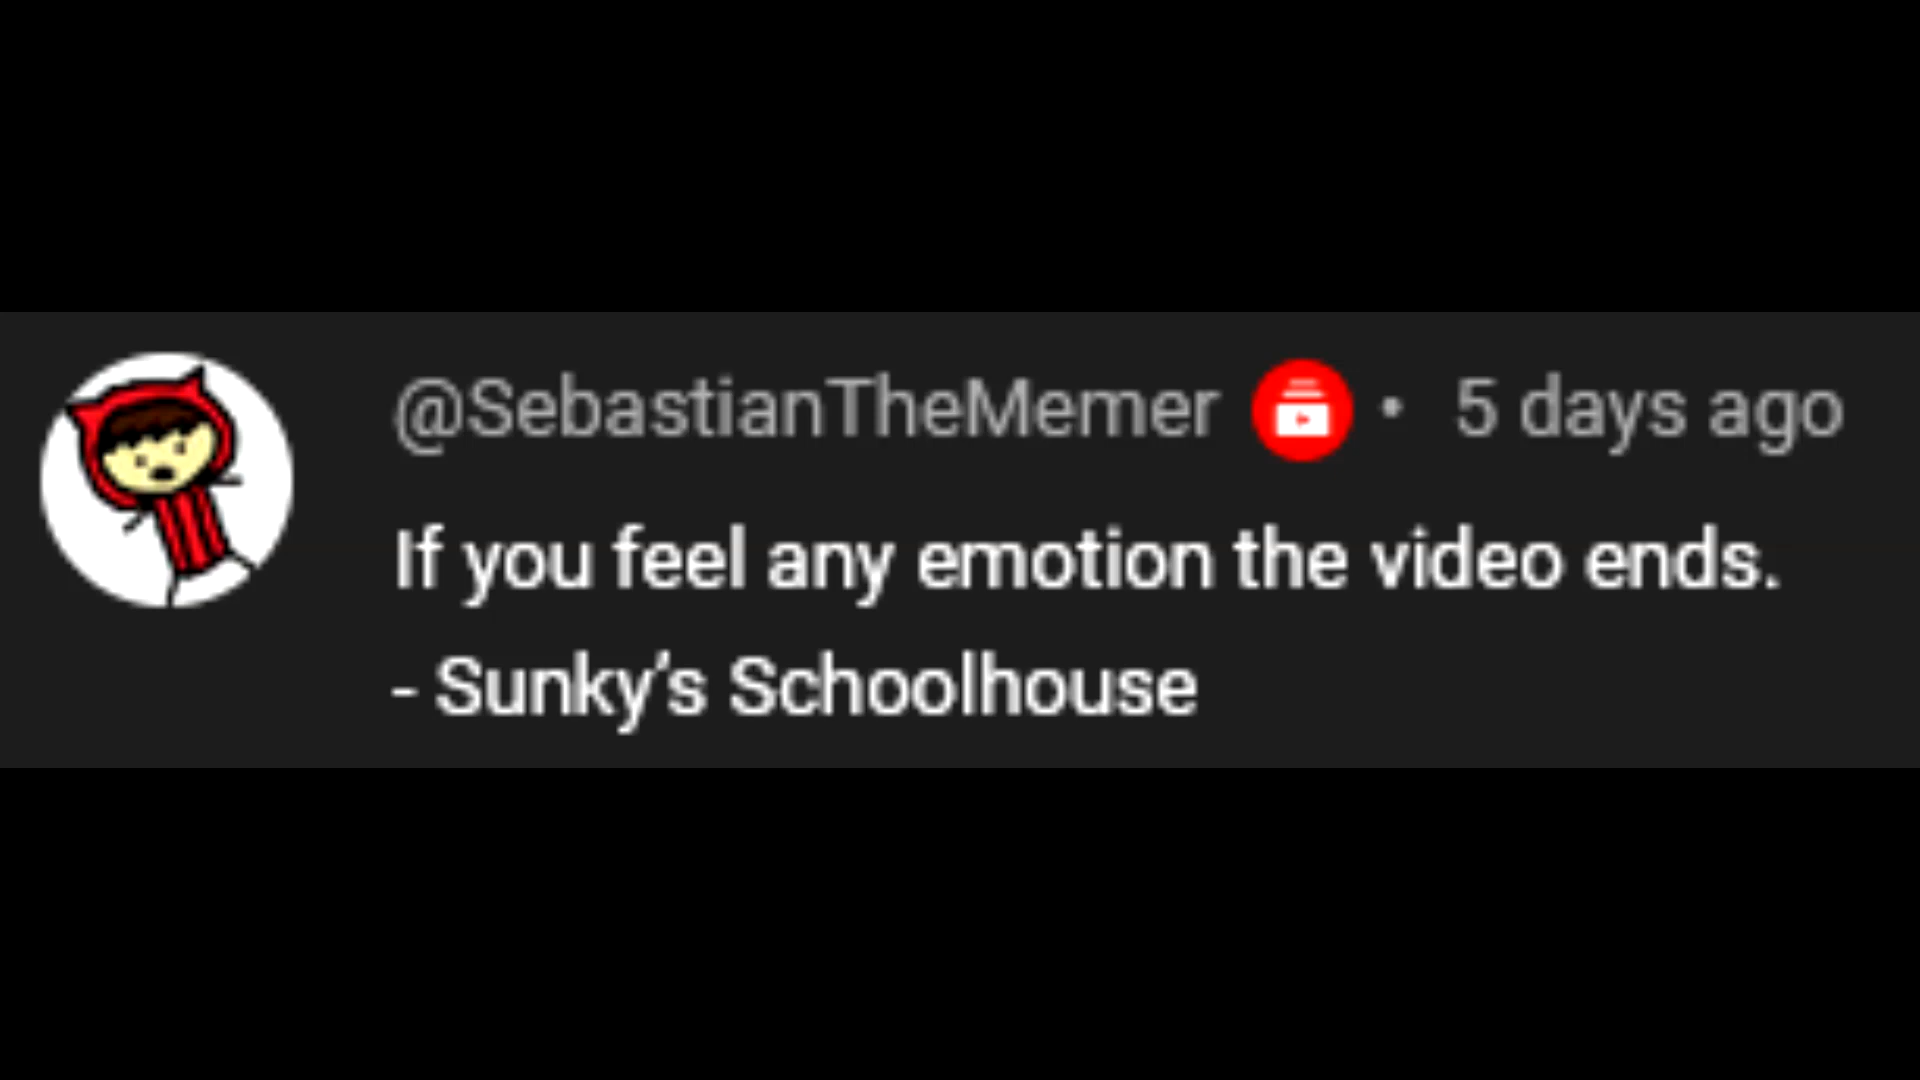 @SebastianTheMemer • 5 days ago
If you feel any emotion the video ends.
- Sunky's Schoolhouse